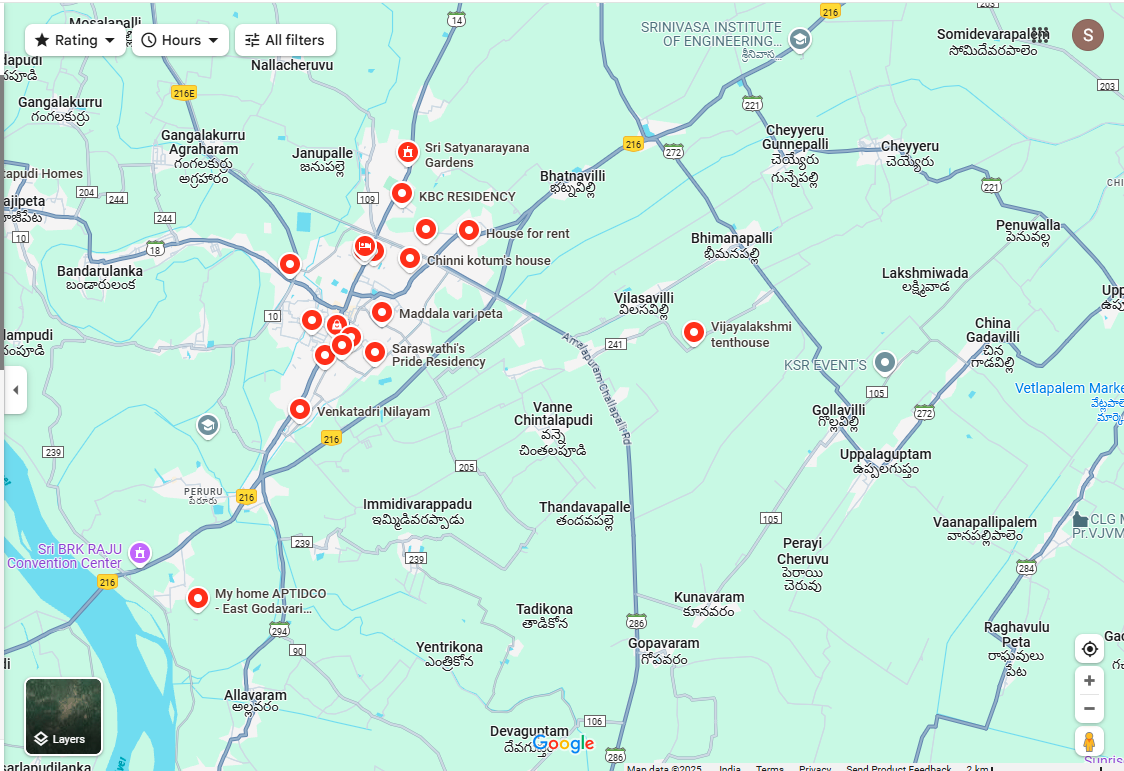 Rating
Hours
All filters
Mosalapalli
Nallacheruvu
14
216
216E
SRINIVASA INSTITUTE
OF ENGINEERING...
శ్రీనివాస...
Somidevarapalem
సోమిదేవరపాలెం
S
203
203
Gangalakurru
గంగలకుర్రు
Gangalakurru
Agraharam
గంగలకుర్రు
అగ్రహారం
Janupalle
జనుపల్లె
Sri Satyanarayana
Gardens
216
272
221
Cheyyeru
Gunnepalli
చెయ్యేరు
గున్నేపల్లి
Cheyyeru
చెయ్యేరు
221
204
244
244
109
KBC RESIDENCY
Bhatnavilli
భట్నవిల్లి
10
18
Bandarulanka
బండారులంక
House for rent
Chinni kotum's house
Bhimanapalli
భీమనపల్లి
Penuwalla
పెనువల్ల
Lakshmiwada
లక్ష్మివాడ
Vilasavilli
విలసవిల్లి
10
Maddala vari peta
Saraswathi's
Pride Residency
241
Vijayalakshmi
tenthouse
China
Gadavilli
చిన
గాడవిల్లి
KSR EVENT'S
105
Amalapuram Challapalli Rd
Venkatadri Nilayam
Vanne
Chintalapudi
వన్నె
చింతలపూడి
Gollavilli
గొల్లవిల్లి
272
216
239
205
Uppalaguptam
ఉప్పలగుప్తం
PERURU
పేరూరు
216
Immidivarappadu
ఇమ్మిడివరప్పాడు
Thandavapalle
తందవపల్లె
105
Vaanapallipalem
వానపల్లిపాలెం
CLG
Pr.VJVM
Sri BRK RAJU
Convention Center
239
239
Perayi
Cheruvu
పెరాయి
చెరువు
284
216
My home APTIDCO
- East Godavari...
Tadikona
తాడికోన
Kunavaram
కూనవరం
294
90
286
Gopavaram
గోపవరం
Raghavulu
Peta
రాఘవులు
పేట
Yentrikona
ఎంత్రికోన
Allavaram
అల్లవరం
Layers
106
Devaguptam
Google
286
Map data ©2025
India
Terms
Privacy
Send Product Feedback
2 km